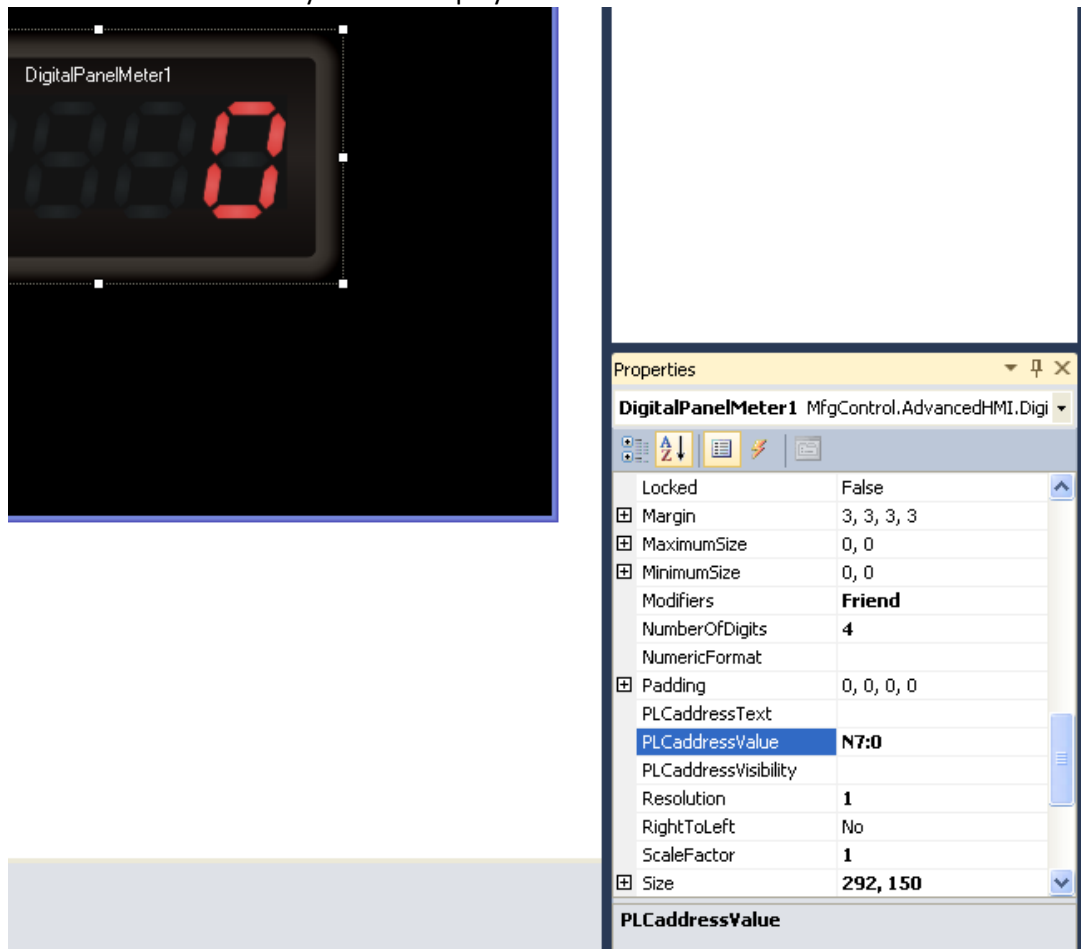 DigitalPanelMeter1
0
Properties
DigitalPanelMeter1 MfgControl.AdvancedHMI.Digi
Locked False
Margin 3, 3, 3, 3
MaximumSize 0, 0
MinimumSize 0, 0
Modifiers Friend
NumberOfDigits 4
NumericFormat
Padding 0, 0, 0, 0
PLCaddressText
PLCaddressValue N7:0
PLCaddressVisibility
Resolution 1
RightToLeft No
ScaleFactor 1
Size 292, 150
PLCaddressValue